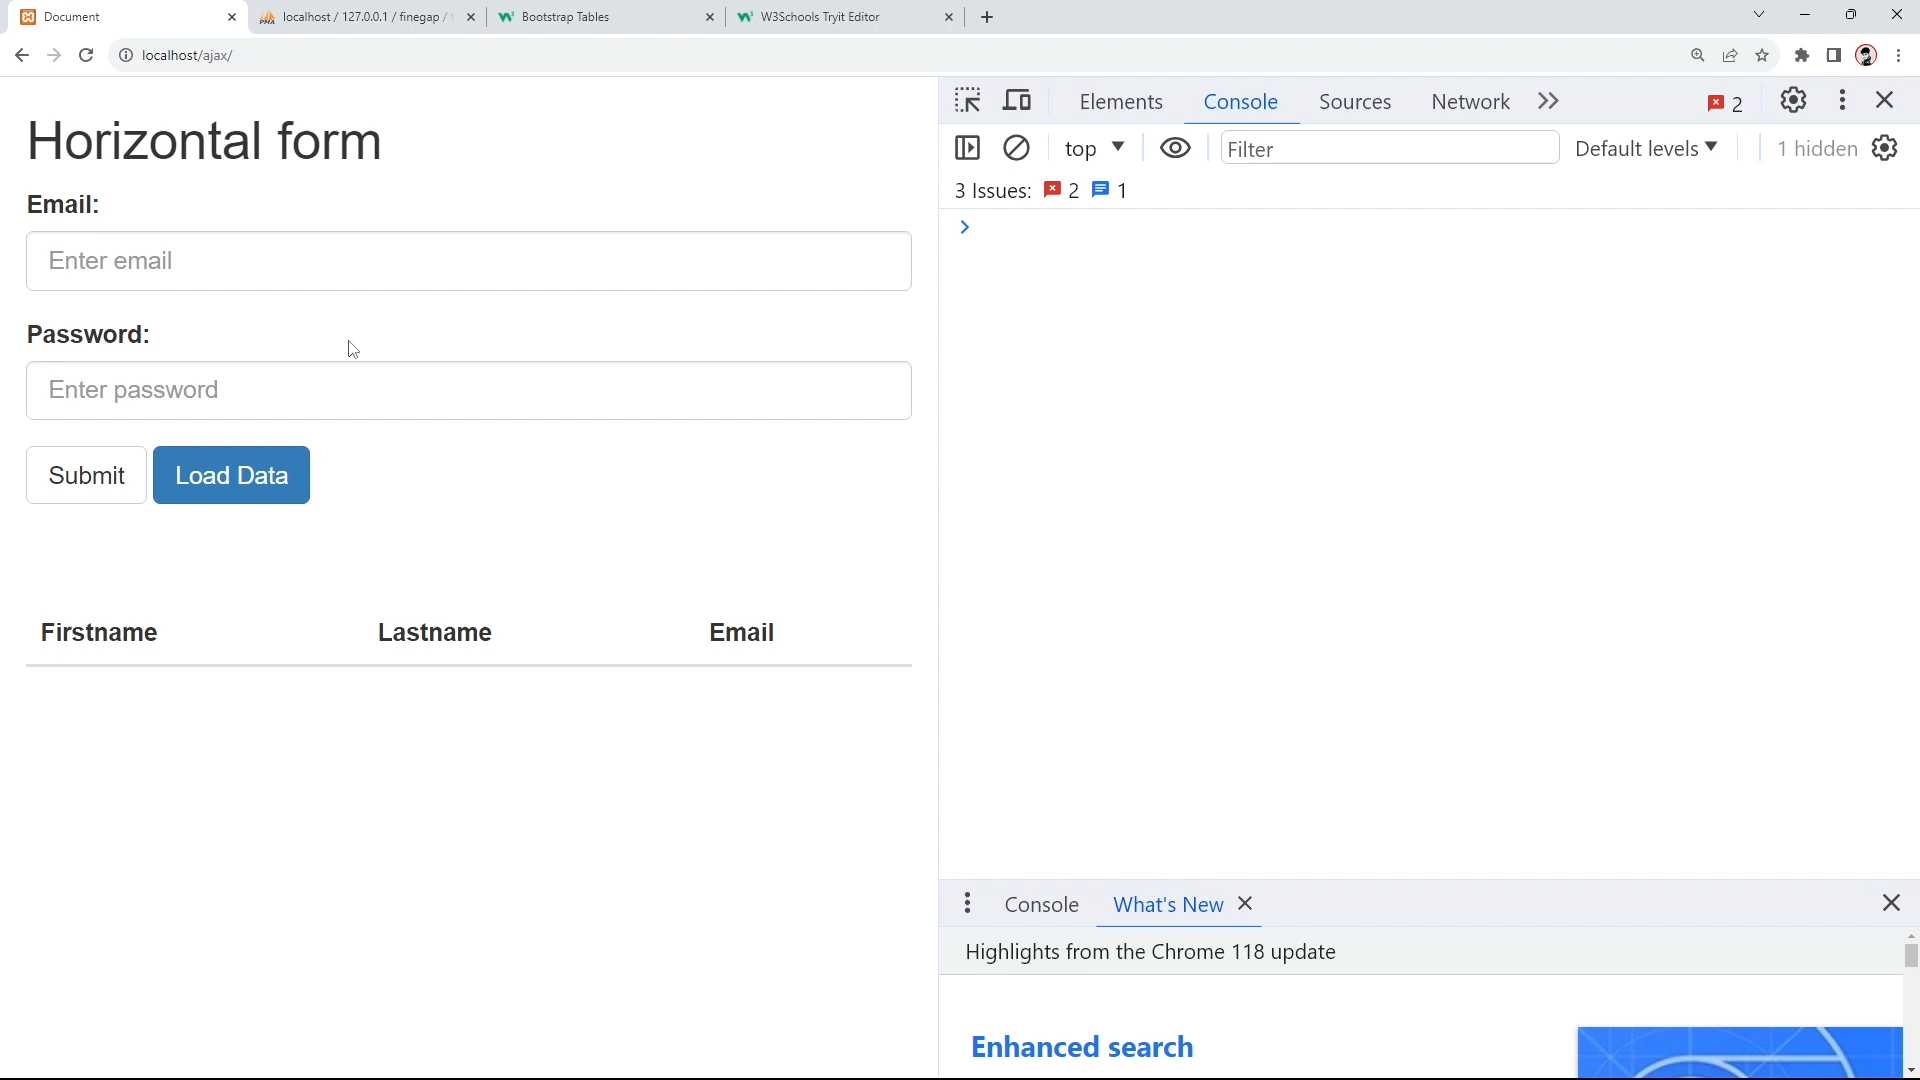 Document
localhost / 127.0.0.1 / finegap /
Bootstrap Tables
W3Schools Tryit Editor
localhost/ajax/
Horizontal form
Email:
Enter email
Password:
Enter password
Submit
Load Data
Firstname Lastname Email
Elements Console Sources Network 2
top Filter Default levels 1 hidden
3 Issues: 2 1
Console What's New
Highlights from the Chrome 118 update
Enhanced search